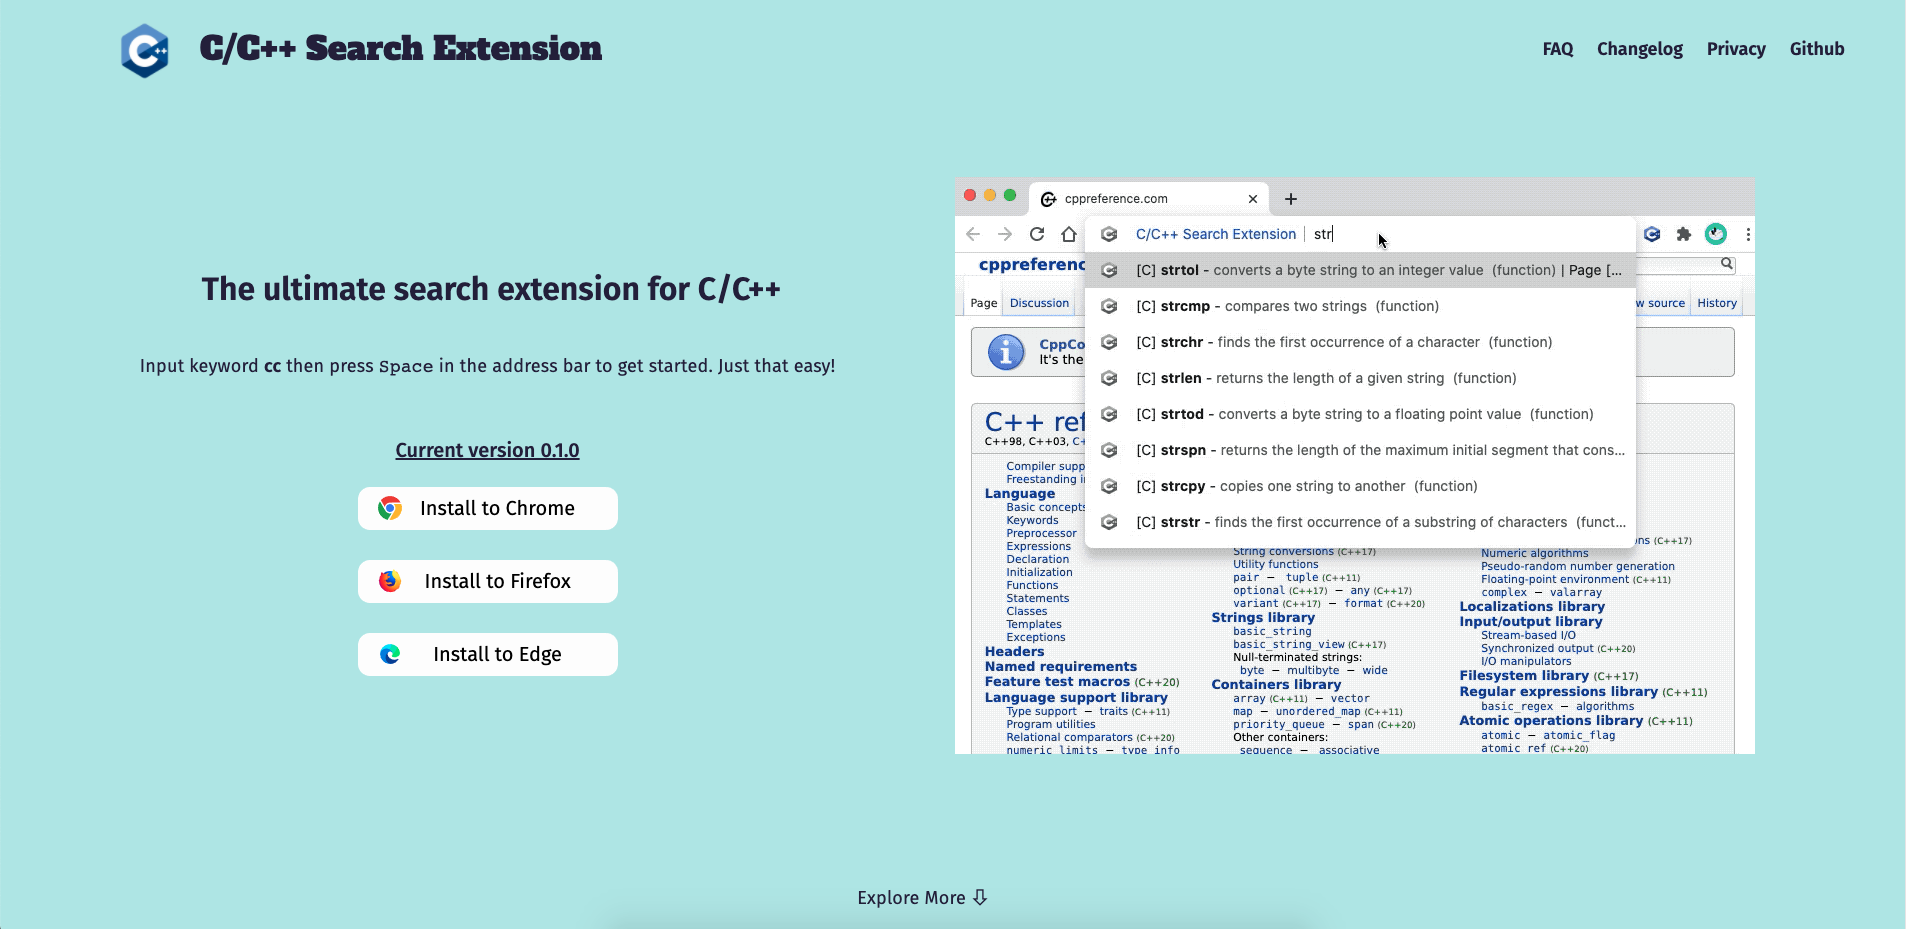 C/C++ Search Extension
FAQ Changelog Privacy Github
The ultimate search extension for C/C++
Input keyword cc then press Space in the address bar to get started. Just that easy!
Current version 0.1.0
Install to Chrome
Install to Firefox
Install to Edge
cppreference.com
C/C++ Search Extension | str
[C] strtol - converts a byte string to an integer value (function) | Page [...
[C] strcmp - compares two strings (function)
[C] strchr - finds the first occurrence of a character (function)
[C] strlen - returns the length of a given string (function)
[C] strtod - converts a byte string to a floating point value (function)
[C] strspn - returns the length of the maximum initial segment that cons...
[C] strcpy - copies one string to another (function)
[C] strstr - finds the first occurrence of a substring of characters (funct...
cppreferenc
Page Discussion
w source History
CppCo
It's the
C++ ref
C++98, C++03, C+
Compiler supp
Freestanding i
Language
Basic concepts
Keywords
Preprocessor
Expressions
Declaration
Initialization
Functions
Statements
Classes
Templates
Exceptions
Headers
Named requirements
Feature test macros (C++20)
Language support library
Type support — traits (C++11)
Program utilities
Relational comparators (C++20)
numeric_limits — type_info
String conversions (C++17)
Utility functions
pair — tuple (C++11)
optional (C++17) — any (C++17)
variant (C++17) — format (C++20)
Strings library
basic_string
basic_string_view (C++17)
Null-terminated strings:
byte — multibyte — wide
Containers library
array (C++11) — vector
map — unordered_map (C++11)
priority_queue — span (C++20)
Other containers:
sequence — associative
ns (C++17)
Numeric algorithms
Pseudo-random number generation
Floating-point environment (C++11)
complex — valarray
Localizations library
Input/output library
Stream-based I/O
Synchronized output (C++20)
I/O manipulators
Filesystem library (C++17)
Regular expressions library (C++11)
basic_regex — algorithms
Atomic operations library (C++11)
atomic — atomic_flag
atomic_ref (C++20)
Explore More ⇩